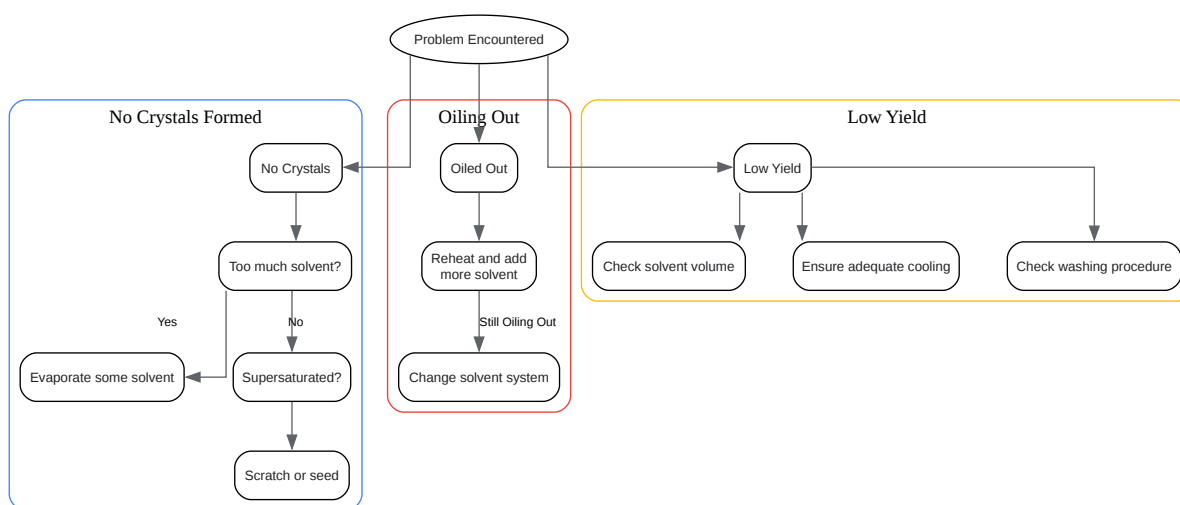 Problem Encountered
No Crystals Formed
No Crystals
Too much solvent?
Yes
No
Evaporate some solvent
Supersaturated?
Scratch or seed
Oiling Out
Oiled Out
Reheat and add
more solvent
Still Oiling Out
Change solvent system
Low Yield
Low Yield
Check solvent volume
Ensure adequate cooling
Check washing procedure